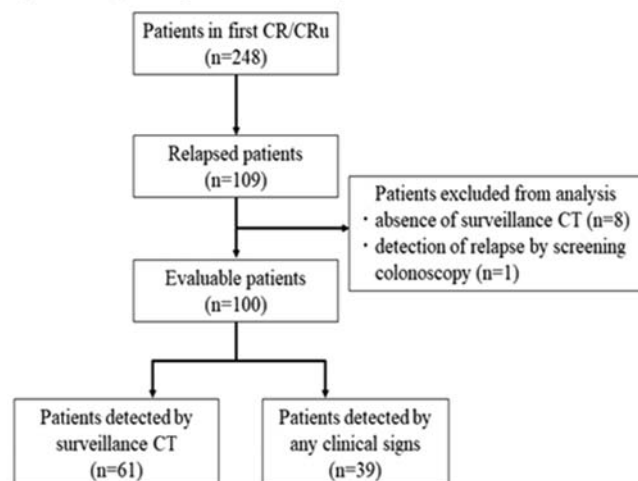 Patients in first CR/CRu
(n=248)
Relapsed patients
(n=109)
Patients excluded from analysis
・absence of surveillance CT (n=8)
・detection of relapse by screening
colonoscopy (n=1)
Evaluable patients
(n=100)
Patients detected by
surveillance CT
(n=61)
Patients detected by
any clinical signs
(n=39)